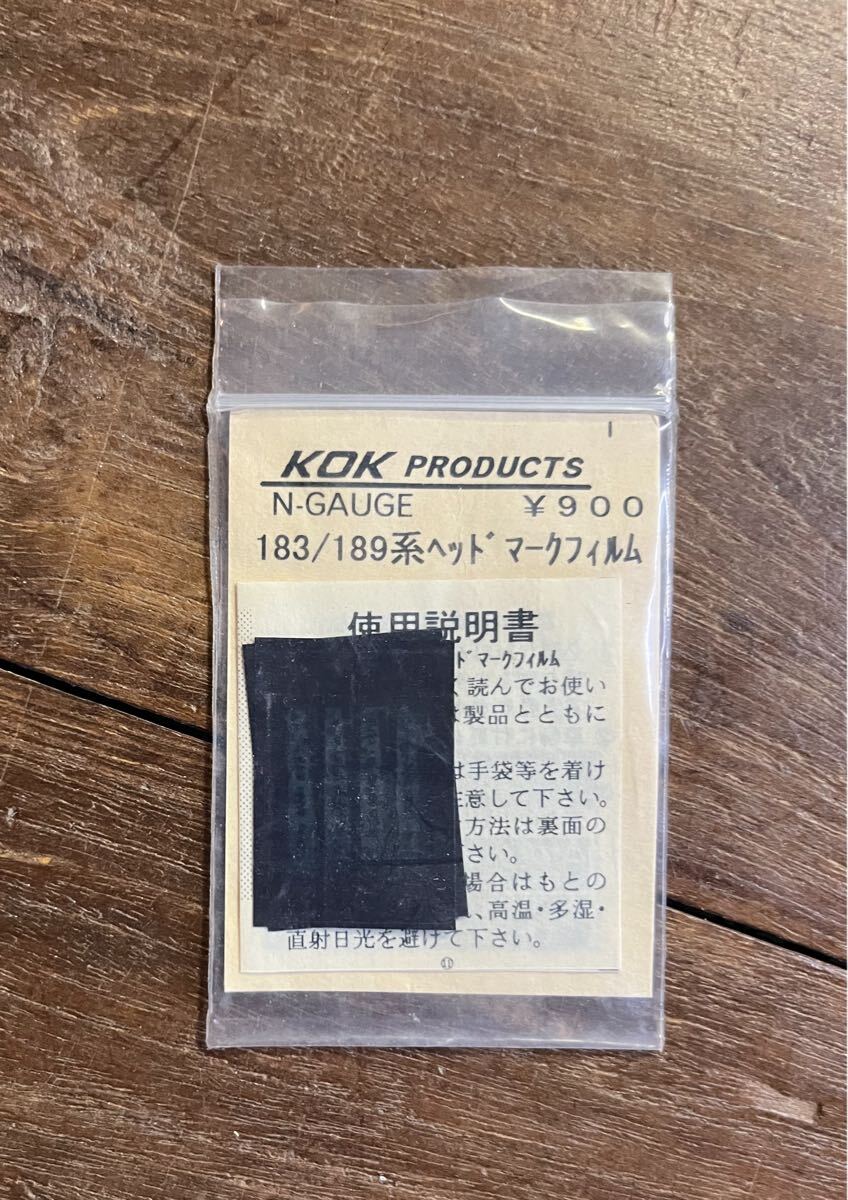 KOK PRODUCTS
N-GAUGE ¥900
183/189系ヘッドマークフィルム
使用説明書
ドマークフィルム
く読んでお使い
は製品とともに
は手袋等を着け
注意して下さい。
方法は裏面の
さい。
場合はもとの
、高温・多湿・
直射日光を避けて下さい。
⑪